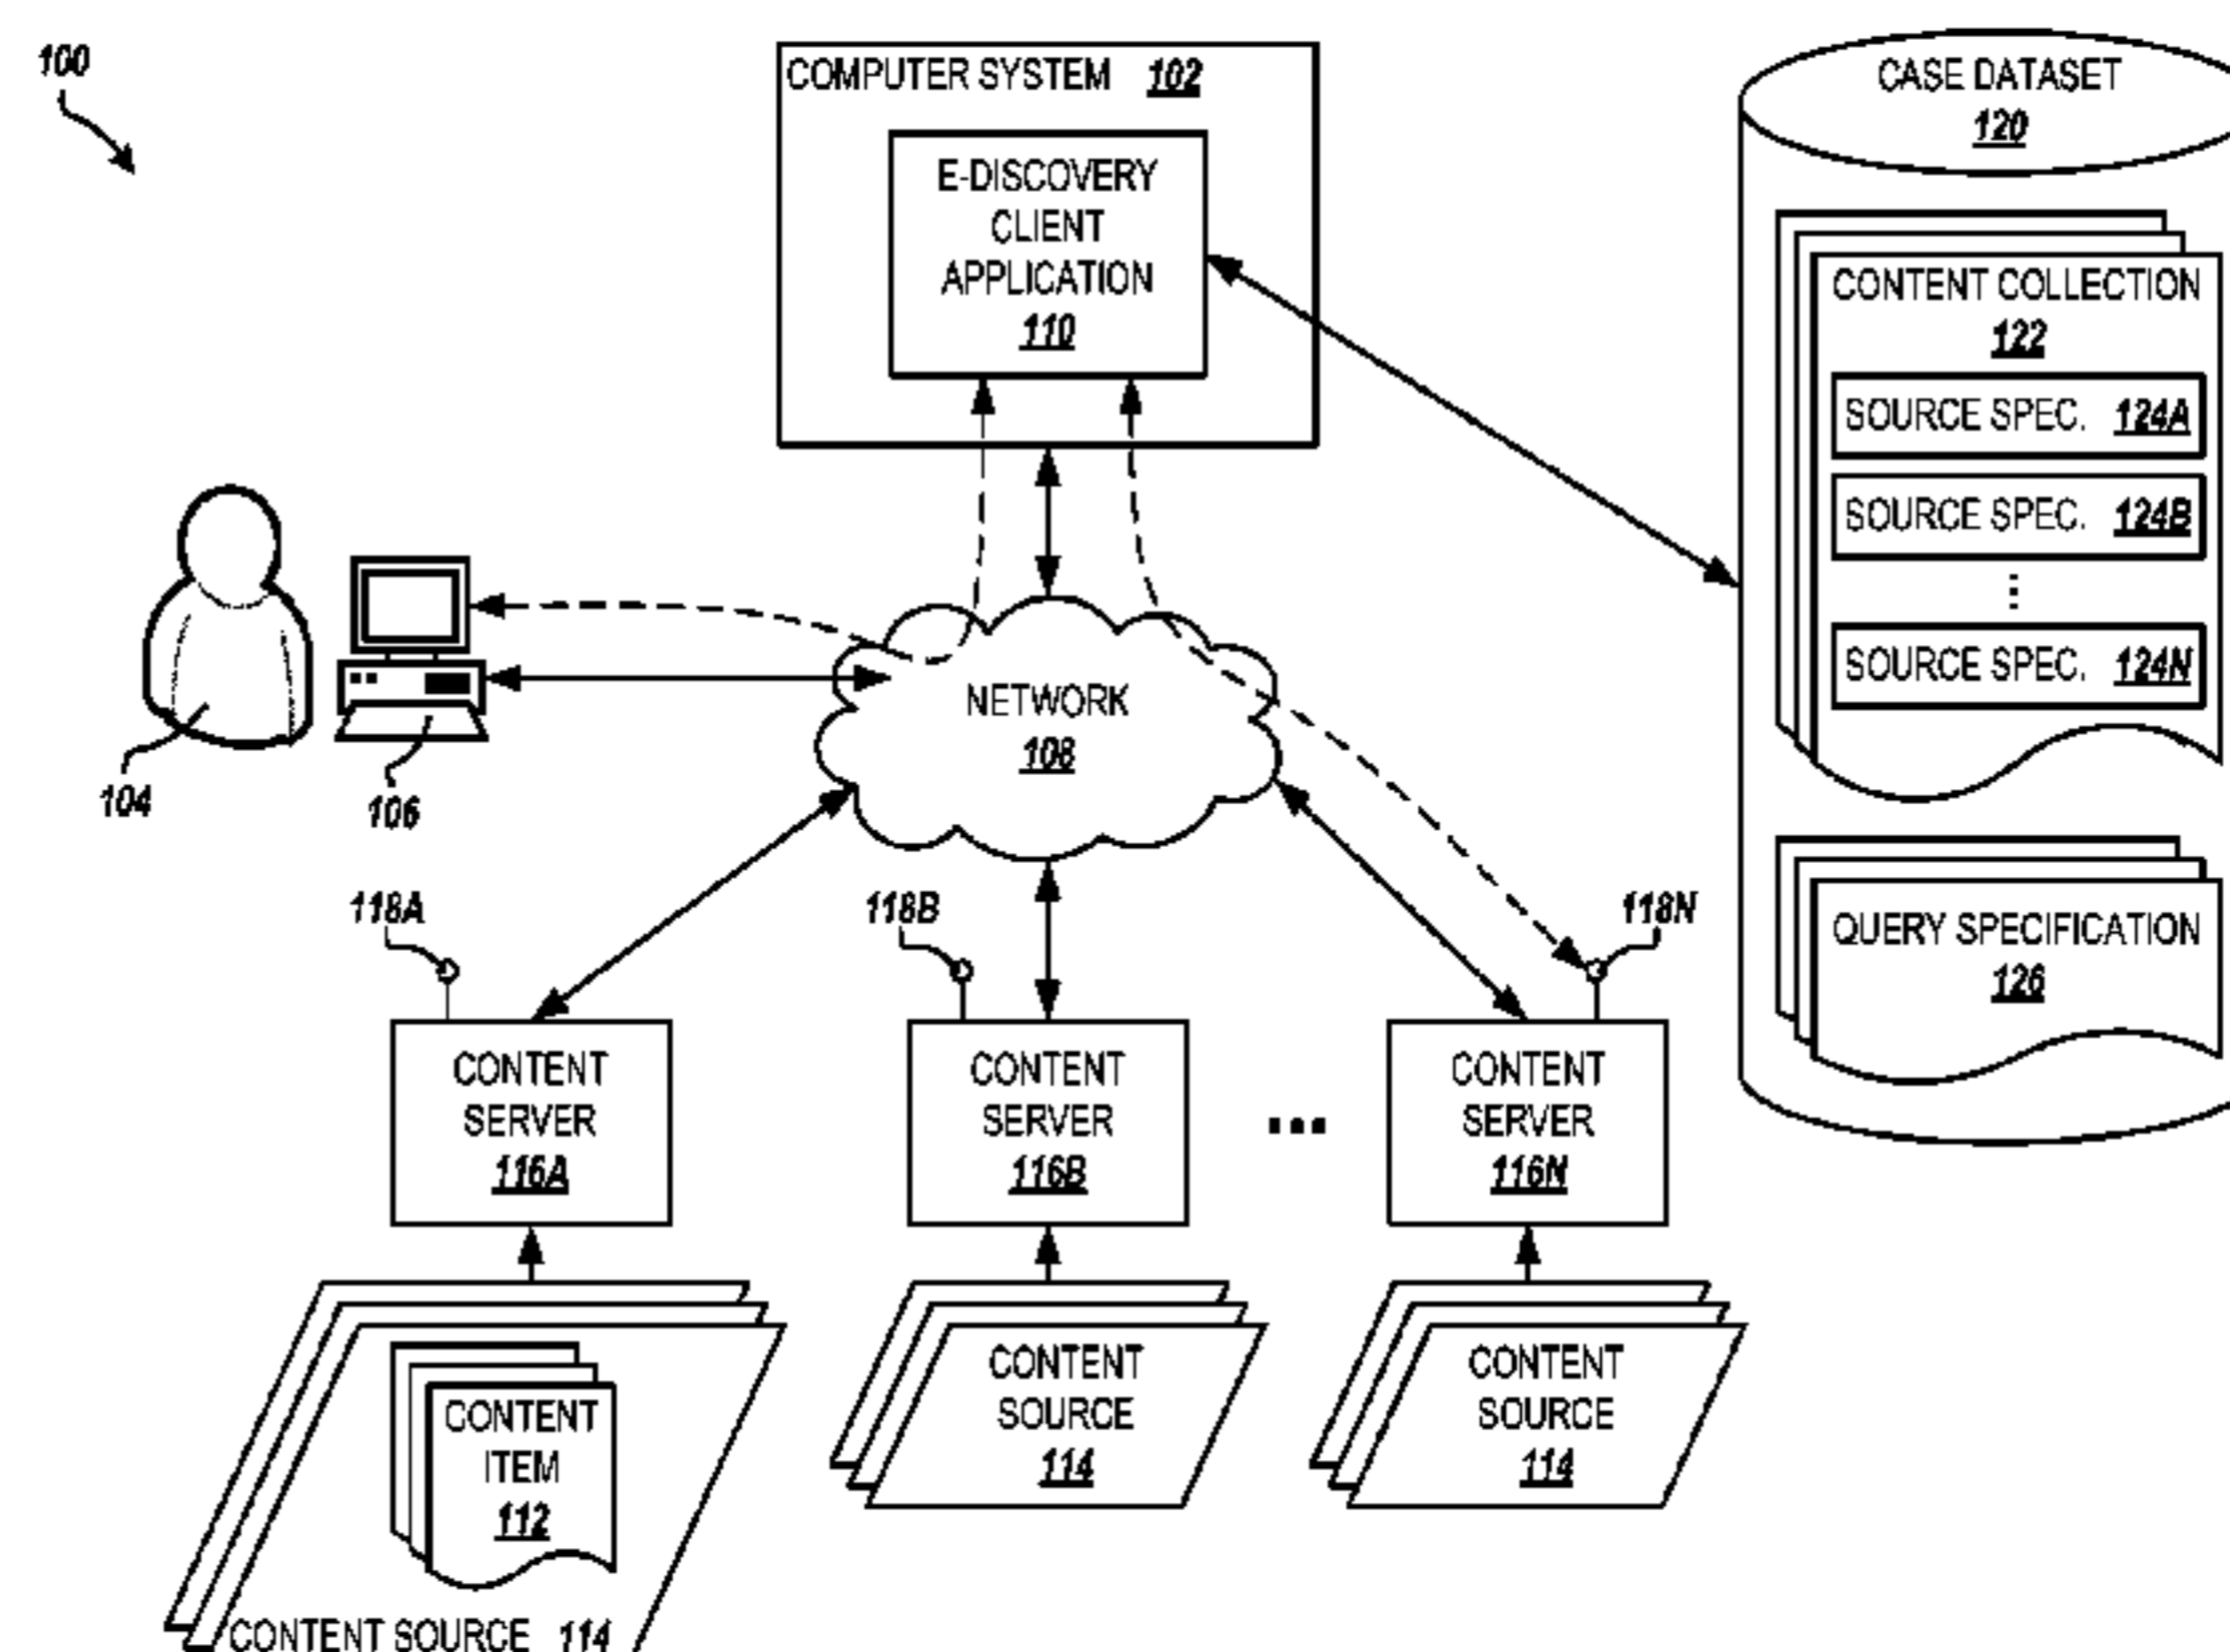 100
COMPUTER SYSTEM 102
E-DISCOVERY
CLIENT
APPLICATION
110
CASE DATASET
120
CONTENT COLLECTION
122
SOURCE SPEC. 124A
SOURCE SPEC. 124B
SOURCE SPEC. 124N
QUERY SPECIFICATION
126
104
106
NETWORK
108
118A
118B
118N
CONTENT
SERVER
116A
CONTENT
SERVER
116B
...
CONTENT
SERVER
116N
CONTENT
ITEM
112
CONTENT SOURCE 114
CONTENT
SOURCE
114
CONTENT
SOURCE
114